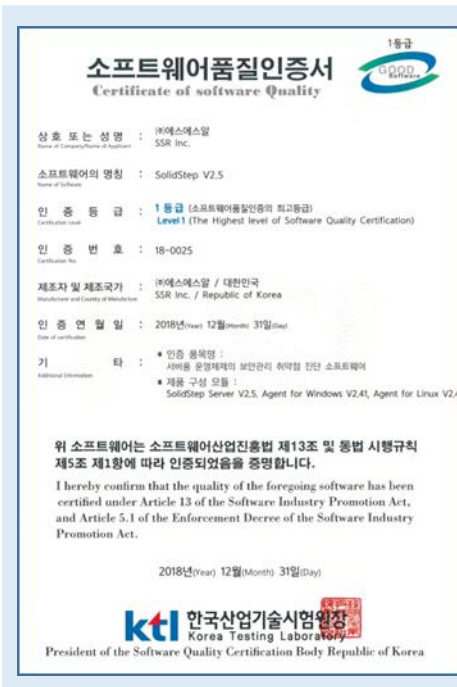 1등급
GOOD
Software
소프트웨어품질인증서
Certificate of software Quality
상 호 또 는 성 명 : ㈜에스에스알
Name of Company/Name of Applicant SSR Inc.
소프트웨어의 명칭 : SolidStep V2.5
Name of Software
인 증 등 급 : 1 등급 (소프트웨어품질인증의 최고등급)
Certification Level Level1 (The Highest level of Software Quality Certification)
인 증 번 호 : 18-0025
Certification No.
제조자 및 제조국가 : ㈜에스에스알 / 대한민국
Manufacturer and Country of Manufacture SSR Inc. / Republic of Korea
인 증 연 월 일 : 2018년(Year) 12월(Month) 31일(Day)
Date of certification
기 타 : ▪ 인증 품목명 :
Additional Information 서버용 운영체제의 보안관리 취약점 진단 소프트웨어
▪ 제품 구성 모듈 :
SolidStep Server V2.5, Agent for Windows V2.41, Agent for Linux
위 소프트웨어는 소프트웨어산업진흥법 제13조 및 동법 시행규칙
제5조 제1항에 따라 인증되었음을 증명합니다.
I hereby confirm that the quality of the foregoing software has been
certified under Article 13 of the Software Industry Promotion Act,
and Article 5.1 of the Enforcement Decree of the Software Industry
Promotion Act.
2018년(Year) 12월(Month) 31일(Day)
ktl 한국산업기술시험원장
Korea Testing Laboratory
President of the Software Quality Certification Body Republic of Korea